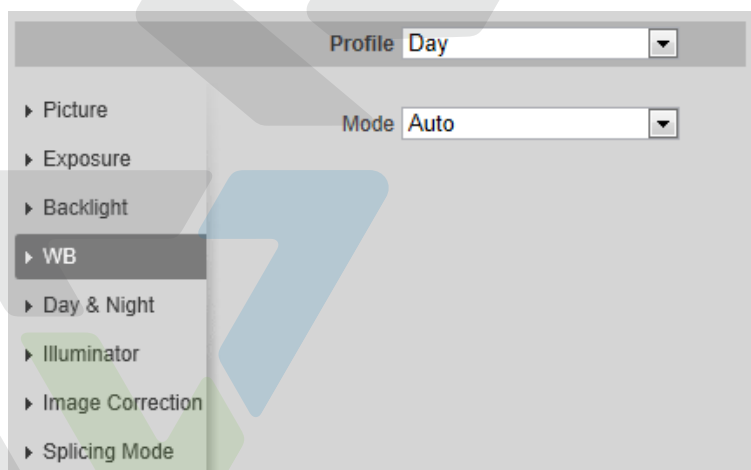 Profile Day
Picture
Mode Auto
Exposure
Backlight
WB
Day & Night
Illuminator
Image Correction
Splicing Mode